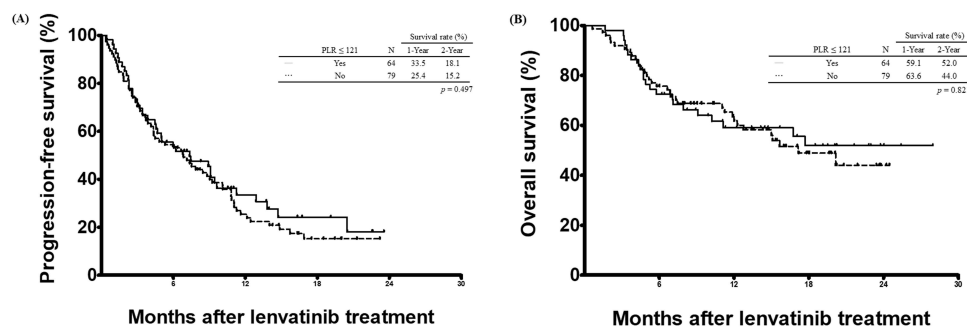 (A)
Survival rate (%)
PLR ≤ 121 N 1-Year 2-Year
Yes 64 33.5 18.1
No 79 25.4 15.2
p = 0.497
Progression-free survival (%)
100
80
60
40
20
0
6 12 18 24 30
Months after lenvatinib treatment
(B)
Survival rate (%)
PLR ≤ 121 N 1-Year 2-Year
Yes 64 59.1 52.0
No 79 63.6 44.0
p = 0.82
Overall survival (%)
100
80
60
40
20
0
6 12 18 24 30
Months after lenvatinib treatment